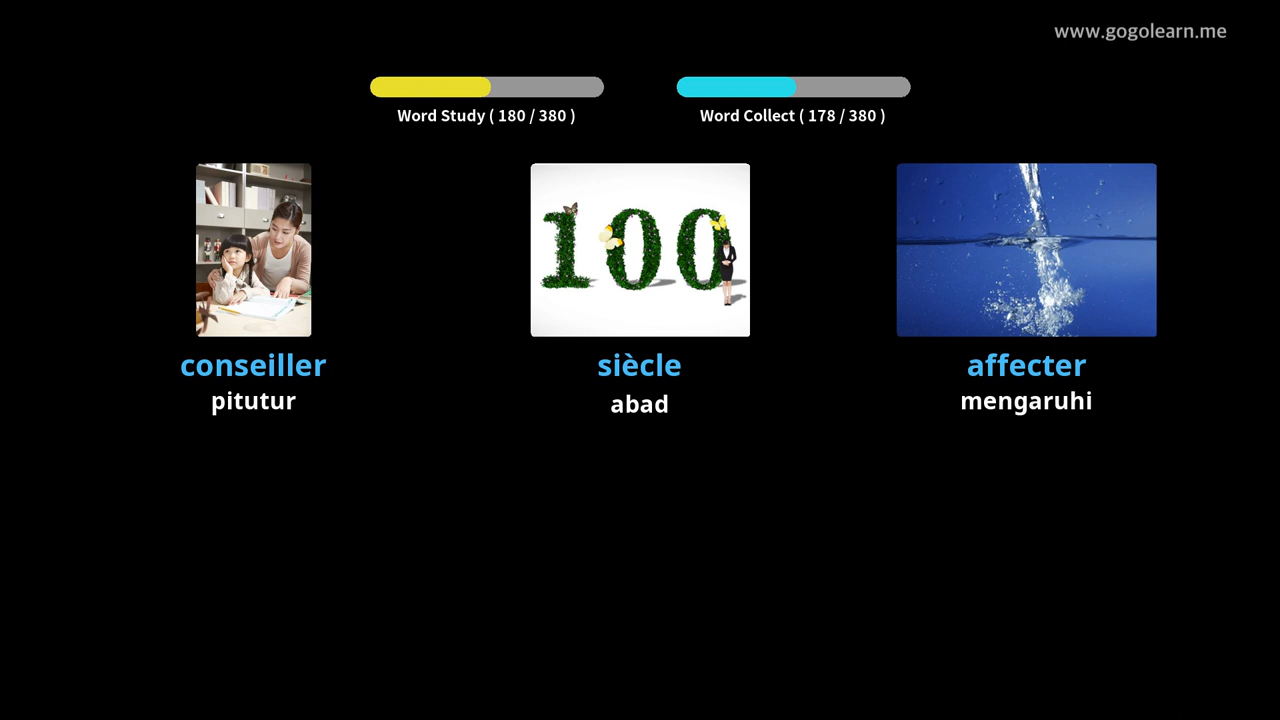 www.gogolearn.me
Word Study ( 180 / 380 )
Word Collect ( 178 / 380 )
100
conseiller
siècle
affecter
pitutur
abad
mengaruhi